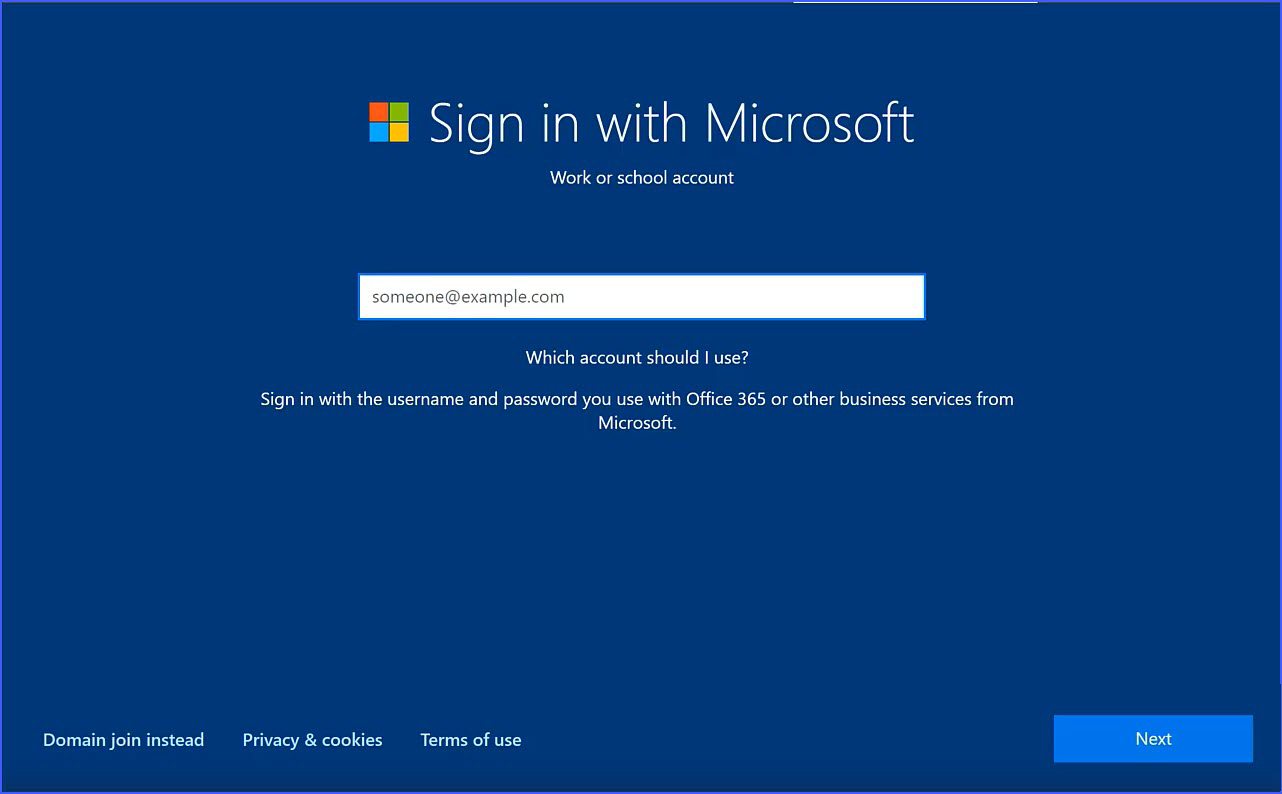 Sign in with Microsoft
Work or school account
someone@example.com
Which account should I use?
Sign in with the username and password you use with Office 365 or other business services from
Microsoft.
Domain join instead
Privacy & cookies
Terms of use
Next